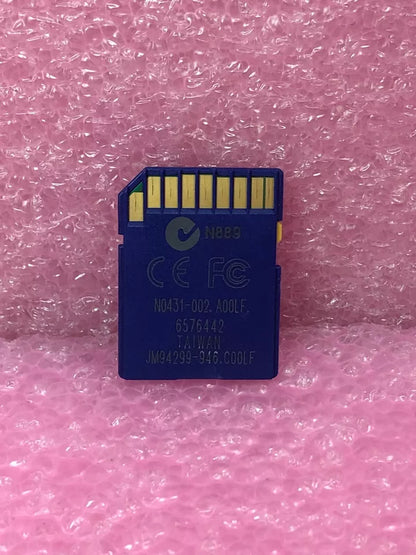 N889
CE FC
N0431-002.A00LF.
6576442
TAIWAN
JM94299-946.C00LF